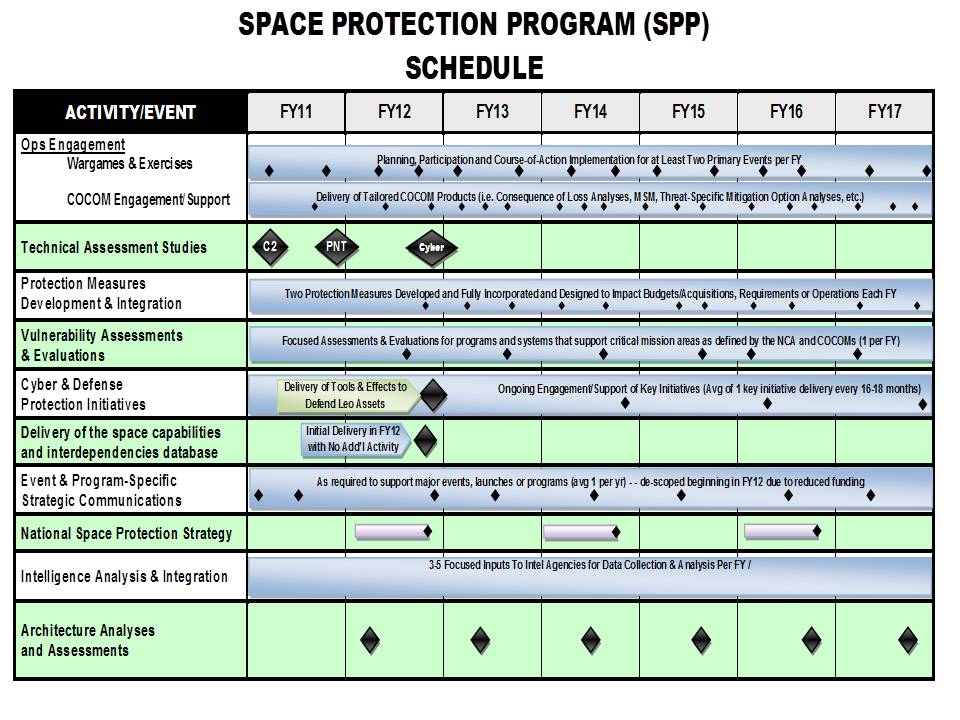 SPACE PROTECTION PROGRAM (SPP)
SCHEDULE
ACTIVITY/EVENT FY11 FY12 FY13 FY14 FY15 FY16 FY17
Ops Engagement
Wargames & Exercises
Planning, Participation and Course-of-Action Implementation for at Least Two Primary Events per FY
COCOM Engagement/ Support
Delivery of Tailored COCOM Products (i.e. Consequence of Loss Analyses, MSM, Threat-Specific Mitigation Option Analyses, etc.)
Technical Assessment Studies
C2 PNT Cyber
Protection Measures
Development & Integration
Two Protection Measures Developed and Fully Incorporated and Designed to Impact Budgets/Acquisitions, Requirements or Operations Each FY
Vulnerability Assessments
& Evaluations
Focused Assessments & Evaluations for programs and systems that support critical mission areas as defined by the NCA and COCOMs (1 per FY)
Cyber & Defense
Protection Initiatives
Delivery of Tools & Effects to
Defend Leo Assets
Ongoing Engagement/Support of Key Initiatives (Avg of 1 key initiative delivery every 16-18 months)
Delivery of the space capabilities
and interdependencies database
Initial Delivery in FY12
with No Add'l Activity
Event & Program-Specific
Strategic Communications
As required to support major events, launches or programs (avg 1 per yr) - - de-scoped beginning in FY12 due to reduced funding
National Space Protection Strategy
Intelligence Analysis & Integration
3-5 Focused Inputs To Intel Agencies for Data Collection & Analysis Per FY /
Architecture Analyses
and Assessments